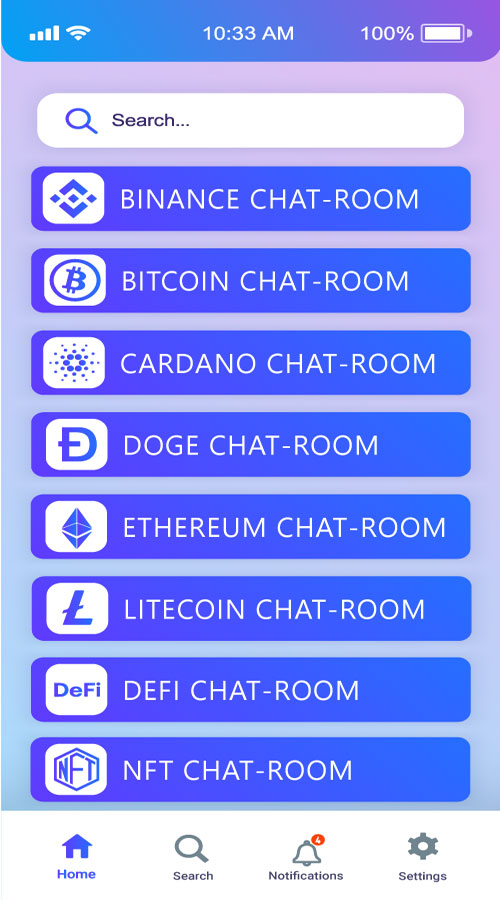 10:33 AM 100%
Search...
BINANCE CHAT-ROOM
BITCOIN CHAT-ROOM
CARDANO CHAT-ROOM
DOGE CHAT-ROOM
ETHEREUM CHAT-ROOM
LITECOIN CHAT-ROOM
DeFi DEFI CHAT-ROOM
NFT NFT CHAT-ROOM
4
Home Search Notifications Settings